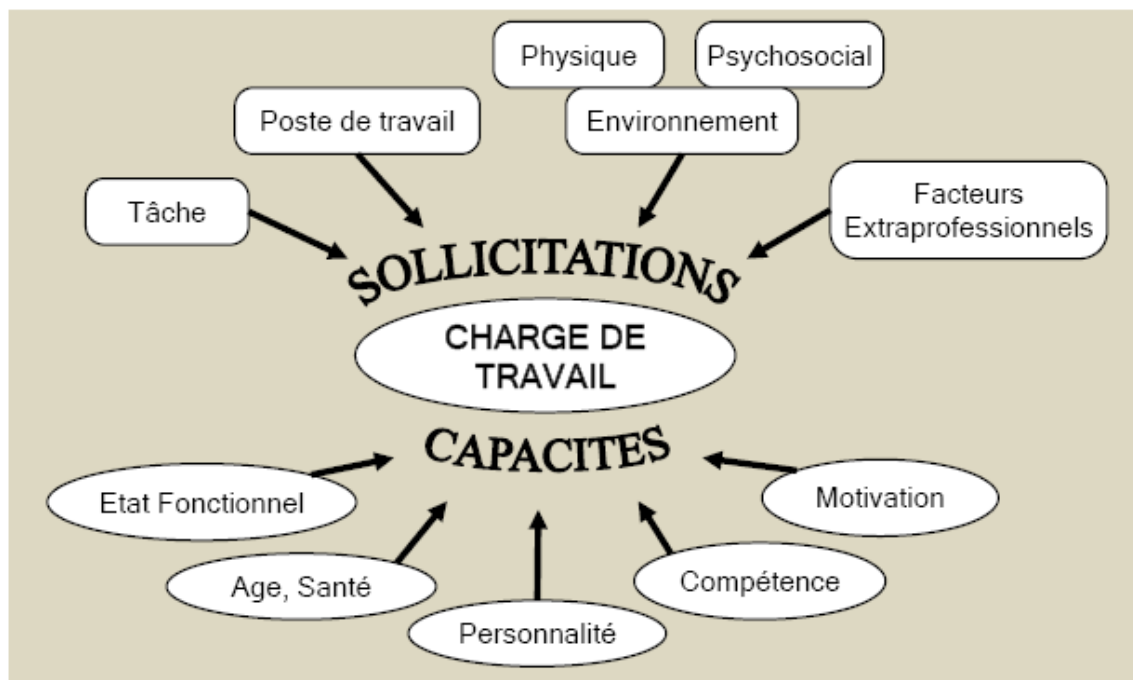 Physique
Psychosocial
Poste de travail
Environnement
Tâche
Facteurs
Extraprofessionnels
SOLLICITATIONS
CHARGE DE
TRAVAIL
CAPACITES
Etat Fonctionnel
Motivation
Age, Santé
Compétence
Personnalité